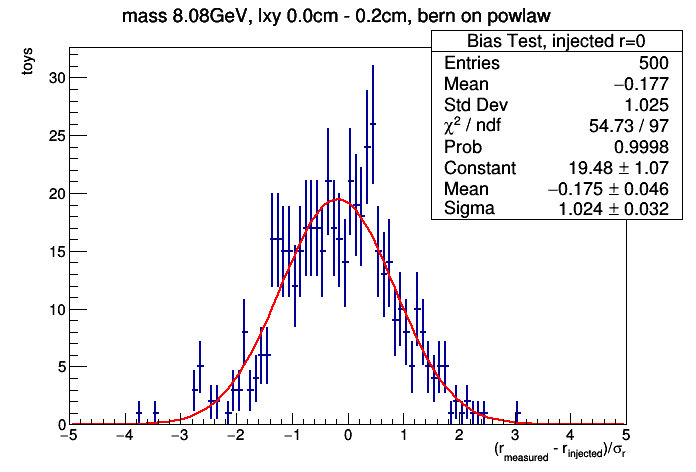 mass 8.08GeV, lxy 0.0cm - 0.2cm, bern on powlaw
Bias Test, injected r=0
Entries 500
Mean −0.177
Std Dev 1.025
χ² / ndf 54.73 / 97
Prob 0.9998
Constant 19.48 ± 1.07
Mean −0.175 ± 0.046
Sigma 1.024 ± 0.032
toys
30
25
20
15
10
5
0
−5 −4 −3 −2 −1 0 1 2 3 4 5
(r_measured - r_injected)/σ_r